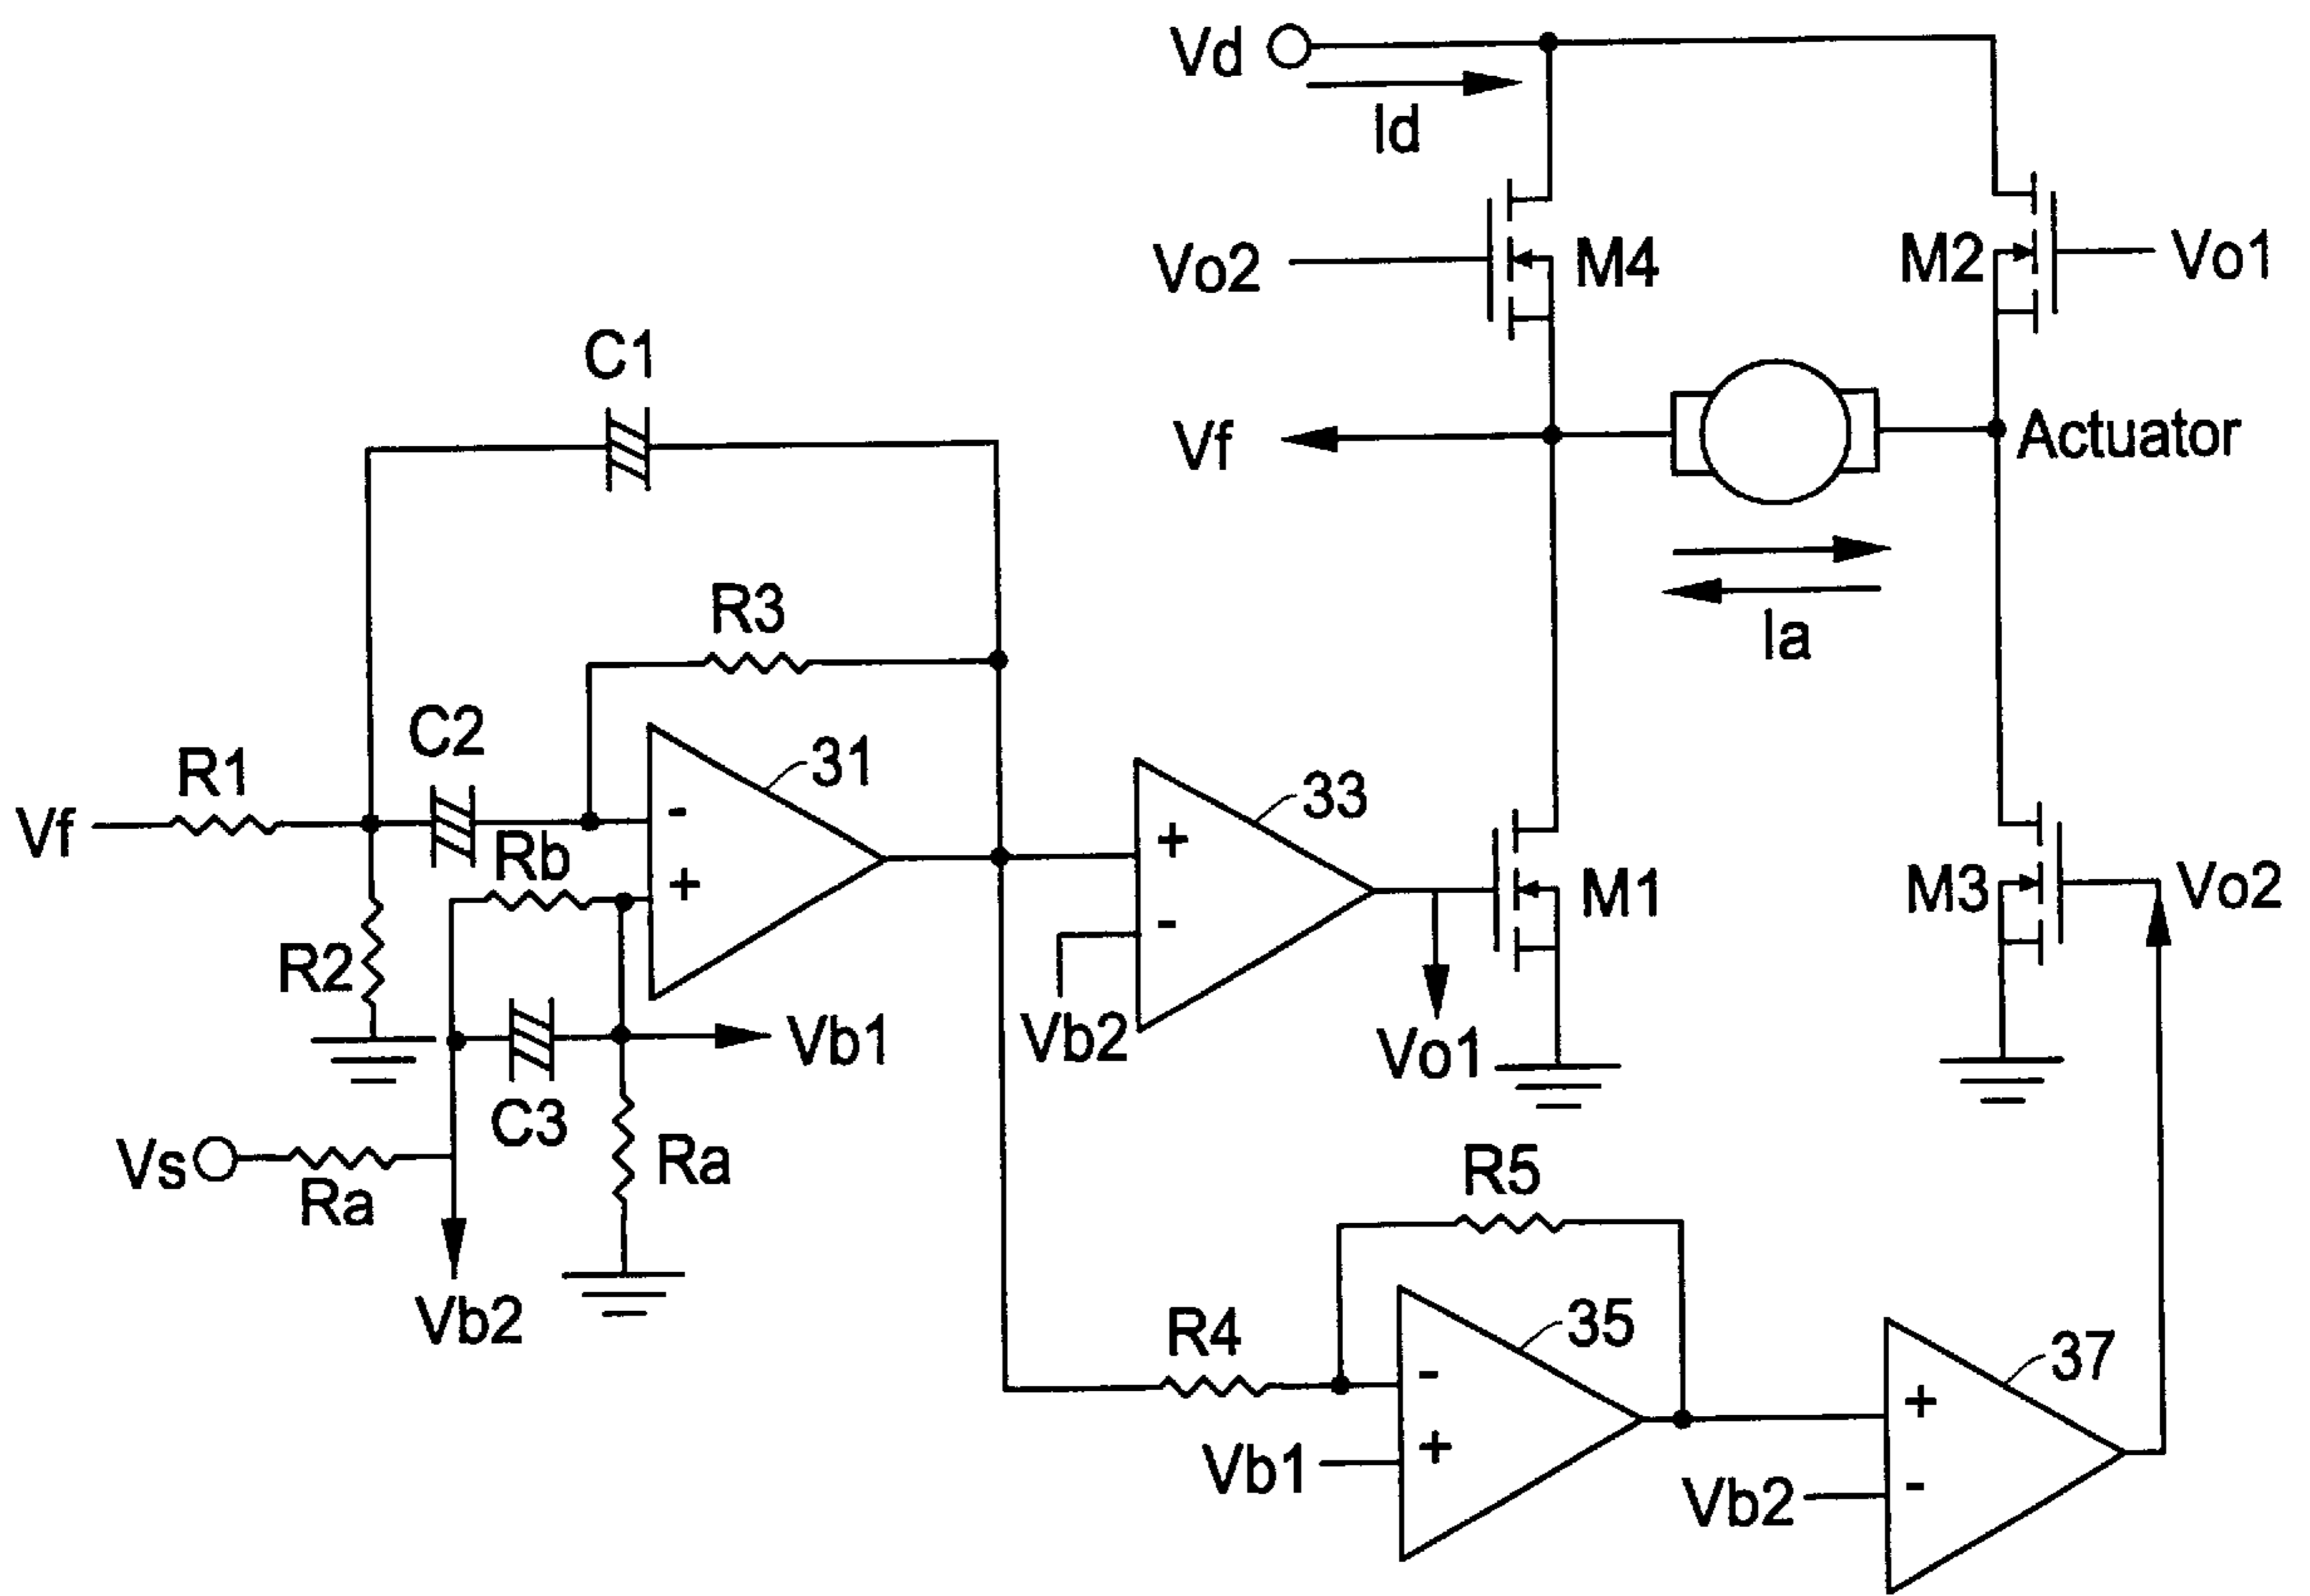 Vd
Id
Vo2
M4
M2
Vo1
C1
Vf
Actuator
Ia
R3
C2
R1
31
33
Vf
Rb
+
-
+
-
M1
M3
Vo2
R2
Vb1
Vb2
Vo1
C3
Vs
Ra
Ra
R5
Vb2
R4
35
37
-
+
+
-
Vb1
Vb2